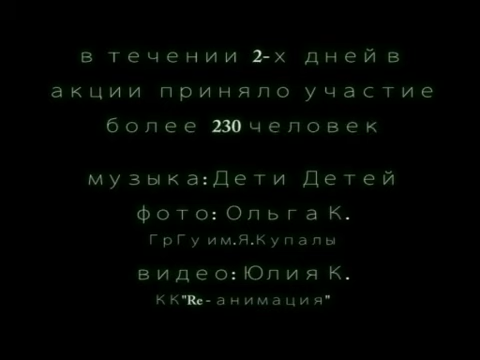 в течении 2-х дней в
акции приняло участие
более 230 человек
музыка: Дети Детей
фото: Ольга К.
ГрГу им.Я.Купалы
видео: Юлия К.
КК "Re - анимация"